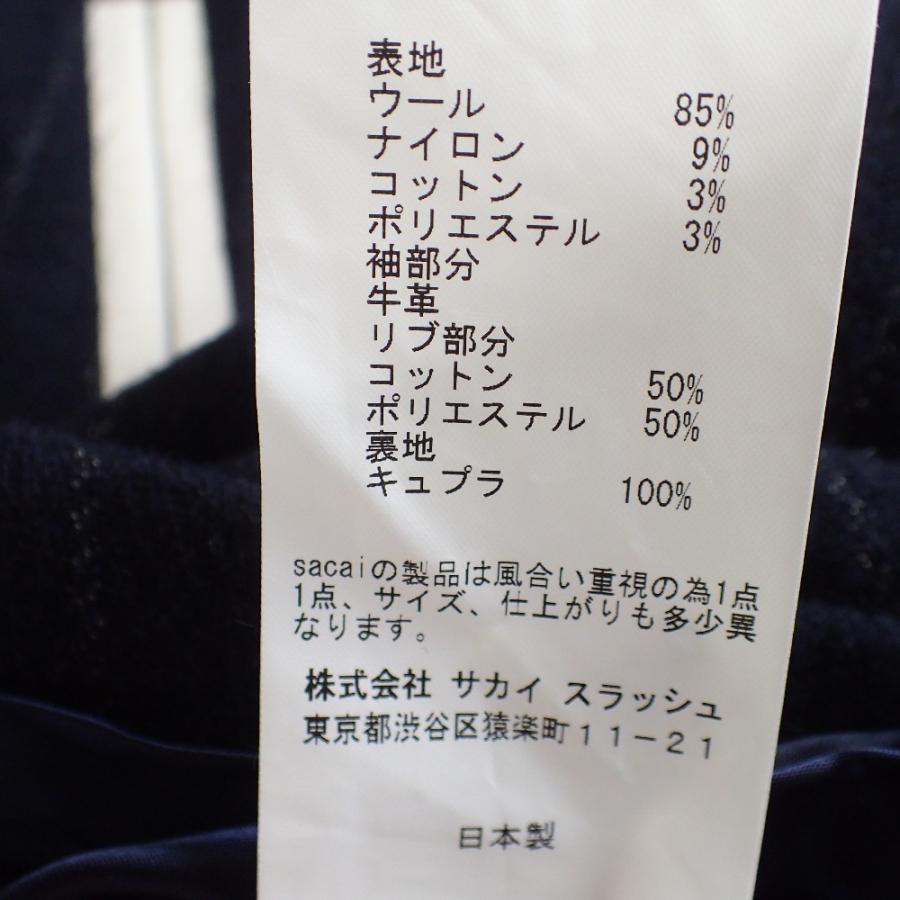 表地
ウール 85%
ナイロン 9%
コットン 3%
ポリエステル 3%
袖部分
牛革
リブ部分
コットン 50%
ポリエステル 50%
裏地
キュプラ 100%
sacaiの製品は風合い重視の為1点
1点、サイズ、仕上がりも多少異
なります。
株式会社 サカイ スラッシュ
東京都渋谷区猿楽町11-21
日本製